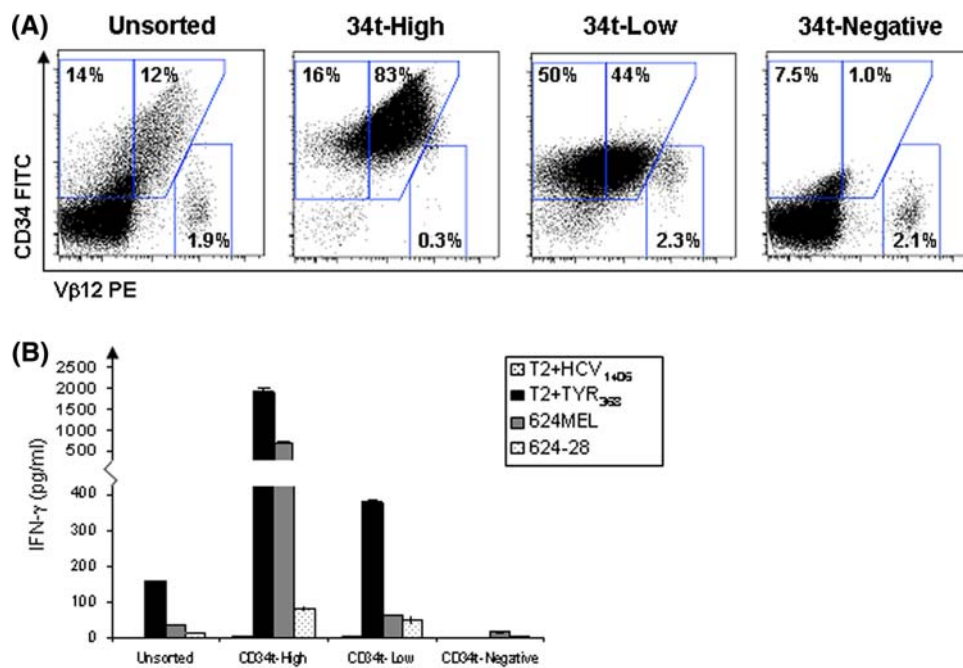 (A)
Unsorted 34t-High 34t-Low 34t-Negative
14% 12% 16% 83% 50% 44% 7.5% 1.0%
1.9% 0.3% 2.3% 2.1%
CD34 FITC
Vβ12 PE
(B)
IFN-γ (pg/ml)
2500
2000
1500
1000
500
400
300
200
100
0
T2+HCV1406
T2+TYR368
624MEL
624-28
Unsorted CD34t-High CD34t-Low CD34t-Negative